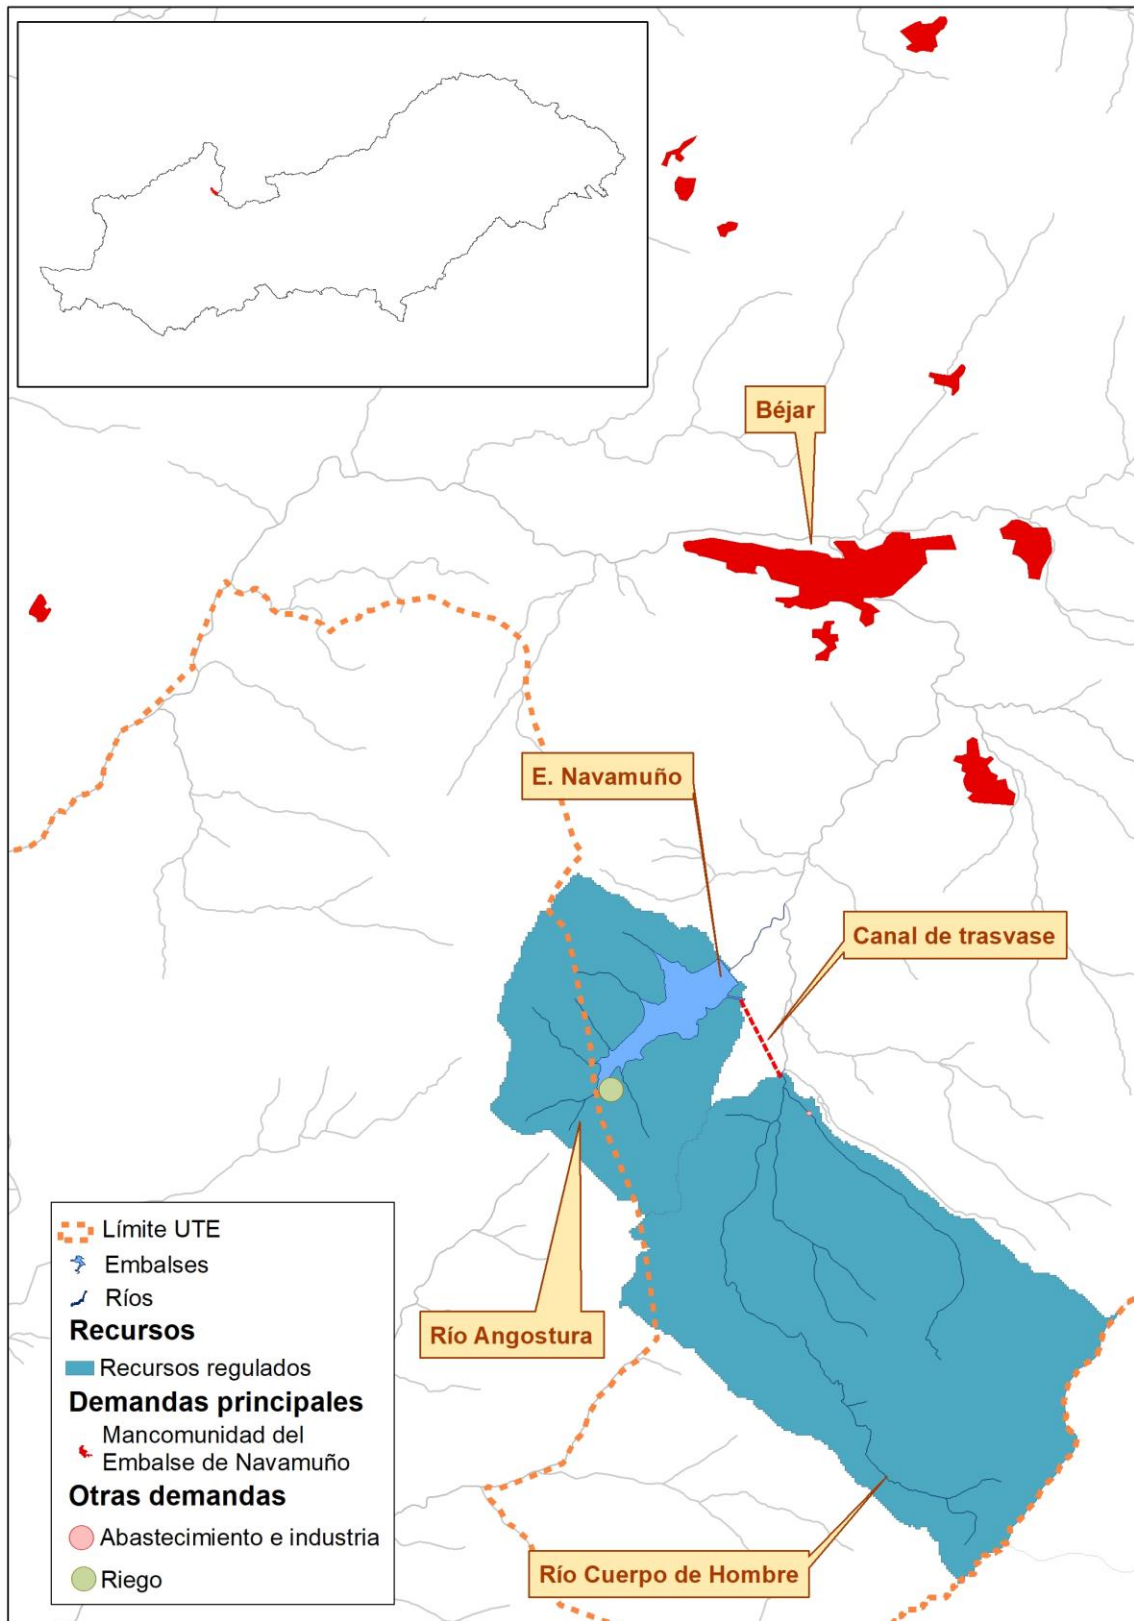 Béjar
E. Navamuño
Canal de trasvase
Río Angostura
Río Cuerpo de Hombre
Límite UTE
Embalses
Ríos
Recursos
Recursos regulados
Demandas principales
Mancomunidad del
Embalse de Navamuño
Otras demandas
Abastecimiento e industria
Riego